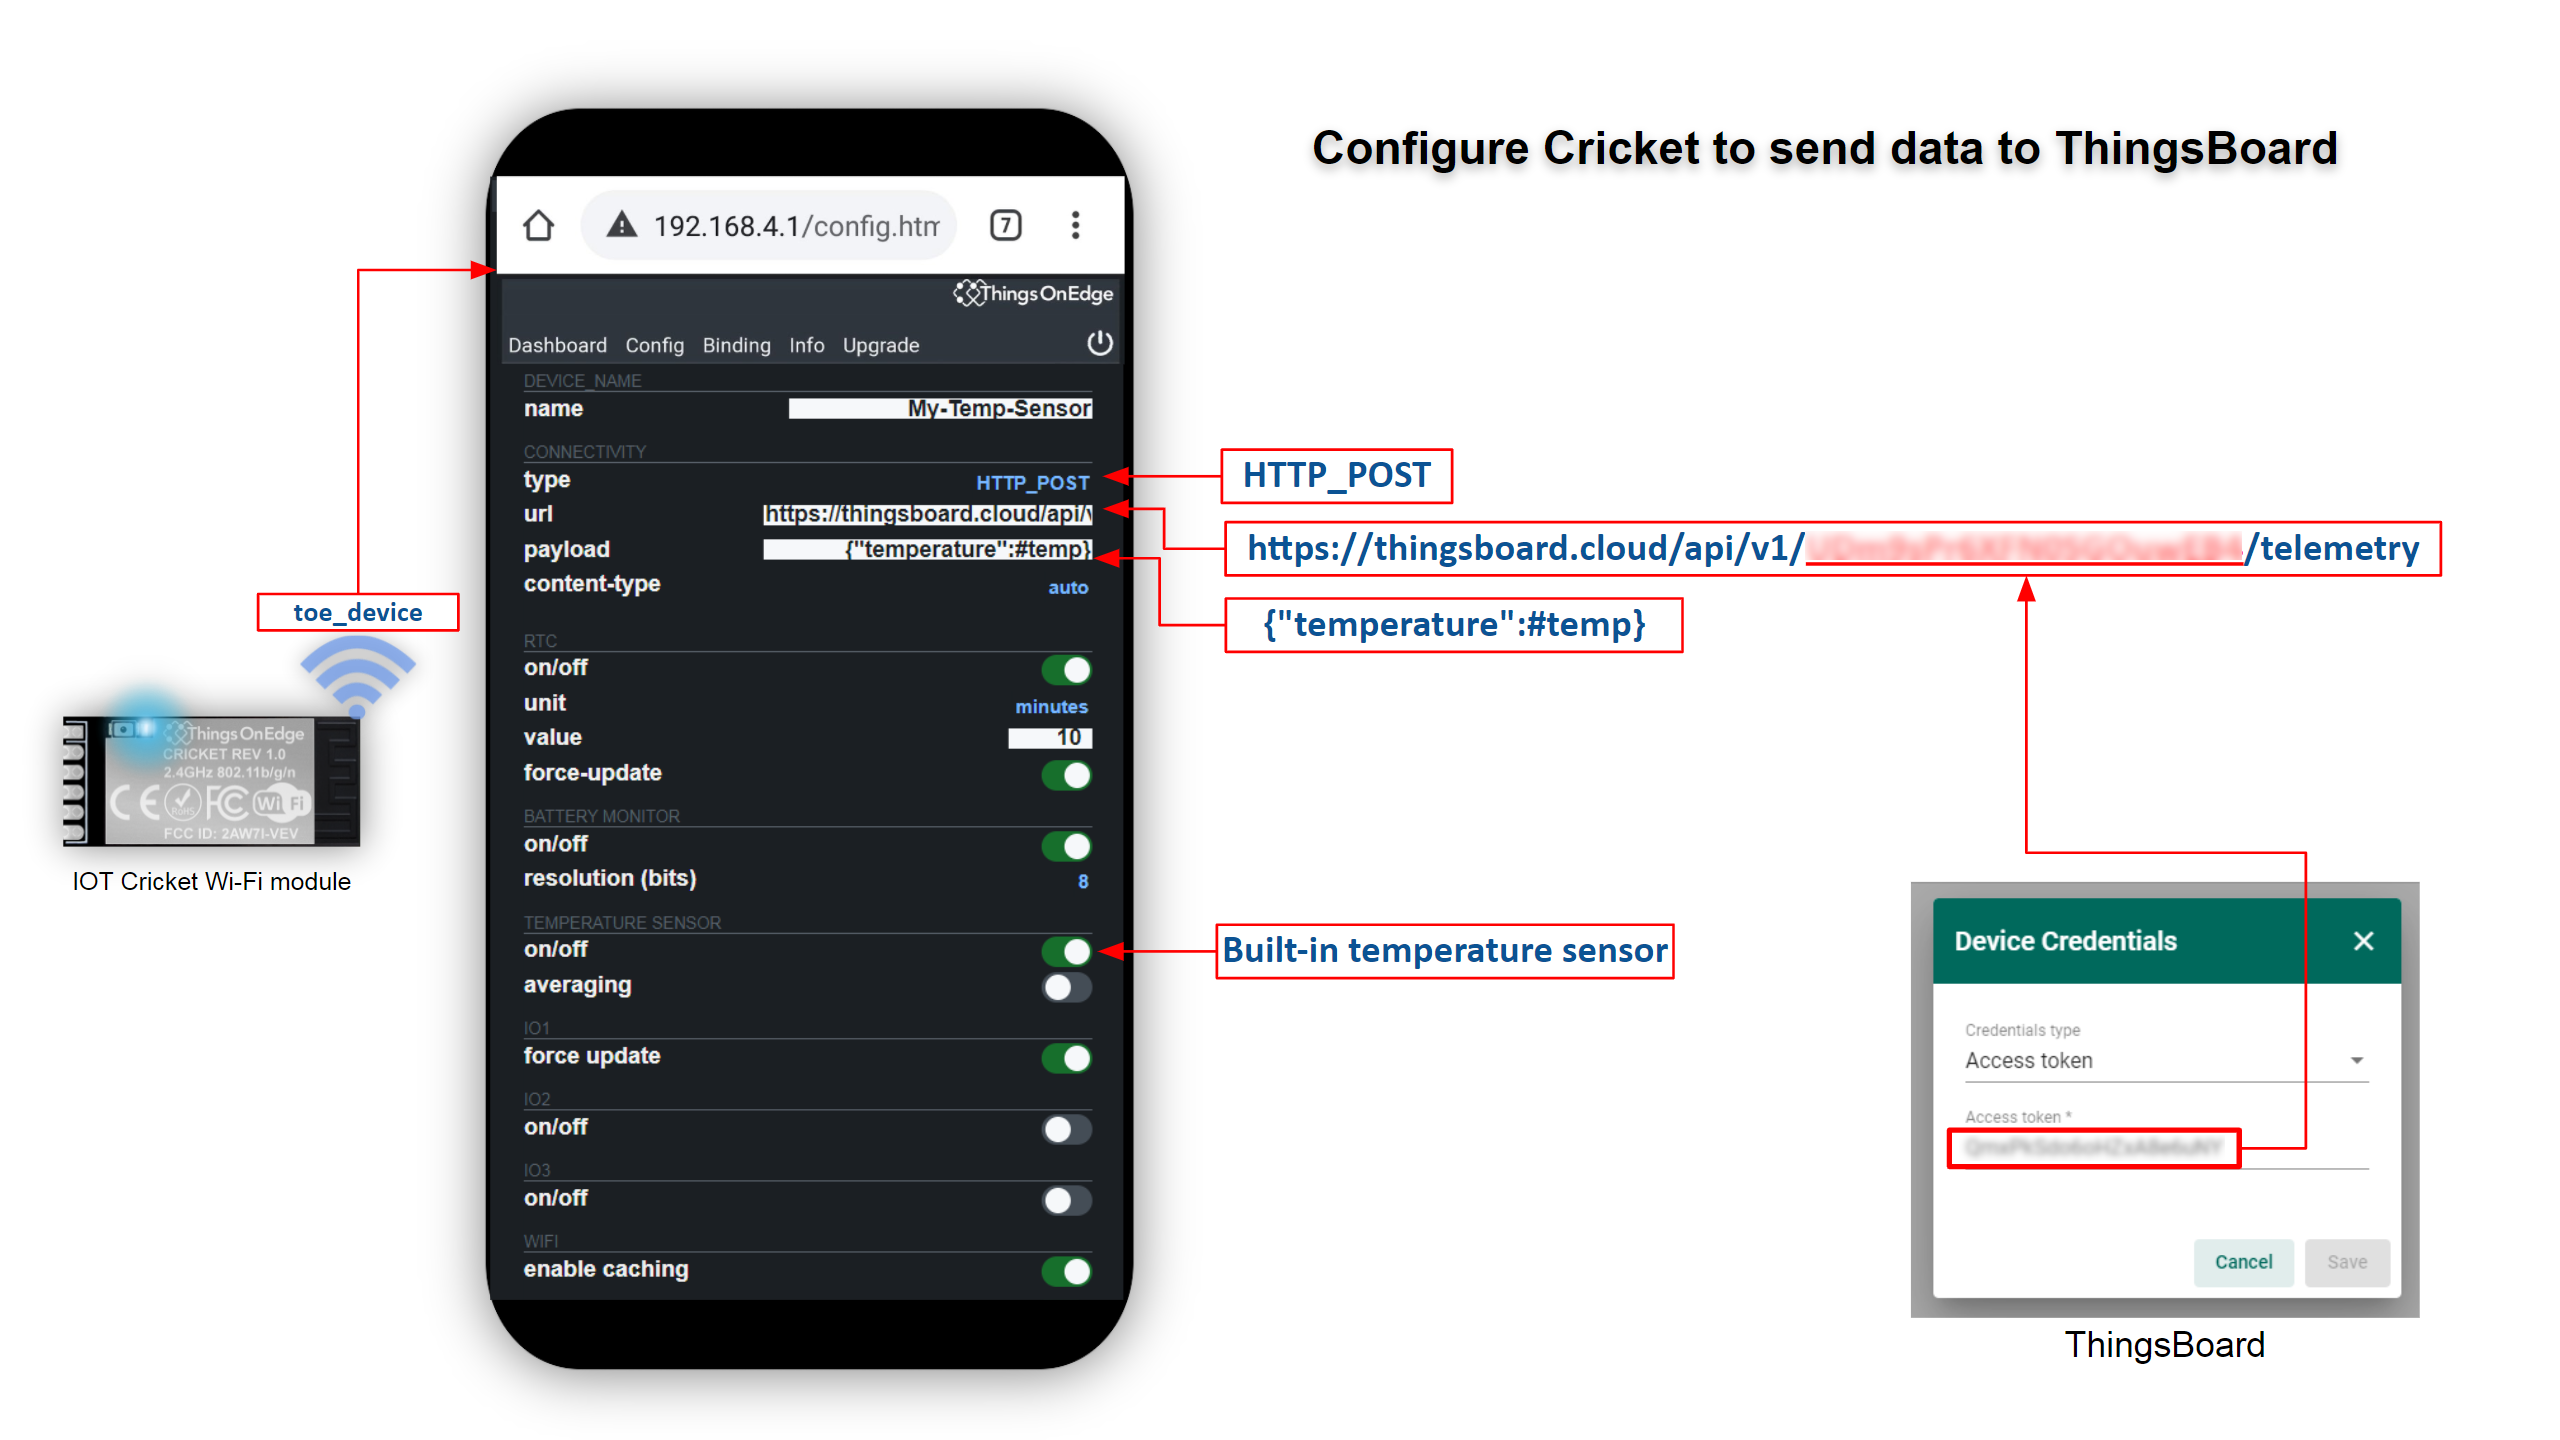 Configure Cricket to send data to ThingsBoard
192.168.4.1/config.htm
7
ThingsOnEdge
Dashboard Config Binding Info Upgrade
DEVICE_NAME
name My-Temp-Sensor
CONNECTIVITY
type HTTP_POST
url https://thingsboard.cloud/api/v
payload {"temperature":#temp}
content-type auto
RTC
on/off
unit minutes
value 10
force-update
BATTERY MONITOR
on/off
resolution (bits) 8
TEMPERATURE SENSOR
on/off
averaging
IO1
force update
IO2
on/off
IO3
on/off
WIFI
enable caching
toe_device
ThingsOnEdge
CRICKET REV 1.0
2.4GHz 802.11b/g/n
CE RoHS FC WiFi
FCC ID: 2AW7I-VEV
IOT Cricket Wi-Fi module
HTTP_POST
https://thingsboard.cloud/api/v1/ /telemetry
{"temperature":#temp}
Built-in temperature sensor
Device Credentials
Credentials type
Access token
Access token *
Cancel Save
ThingsBoard